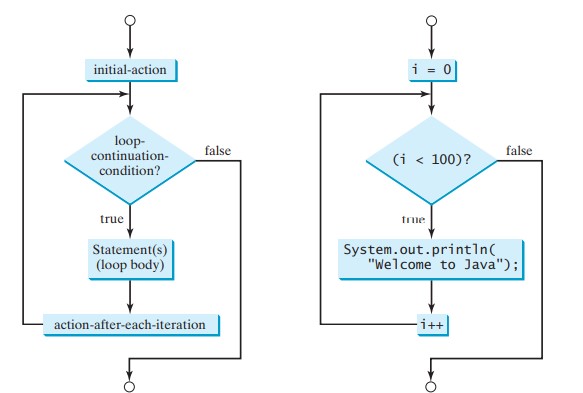 initial-action
loop-
continuation-
condition?
false
true
Statement(s)
(loop body)
action-after-each-iteration
i = 0
(i < 100)?
false
true
System.out.println(
"Welcome to Java");
i++